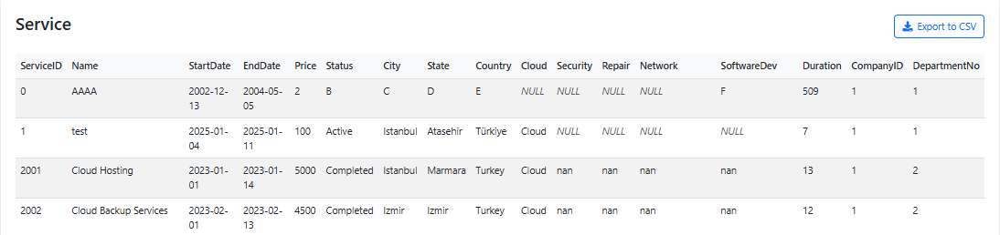 Service
Export to CSV
ServiceID Name StartDate EndDate Price Status City State Country Cloud Security Repair Network SoftwareDev Duration CompanyID DepartmentNo
0 AAAA 2002-12- 2004-05- 2 B C D E NULL NULL NULL NULL F 509 1 1
13 05
1 test 2025-01- 2025-01- 100 Active Istanbul Atasehir Türkiye Cloud NULL NULL NULL NULL 7 1 1
04 11
2001 Cloud Hosting 2023-01- 2023-01- 5000 Completed Istanbul Marmara Turkey Cloud nan nan nan nan 13 1 2
01 14
2002 Cloud Backup Services 2023-02- 2023-02- 4500 Completed Izmir Izmir Turkey Cloud nan nan nan nan 12 1 2
01 13